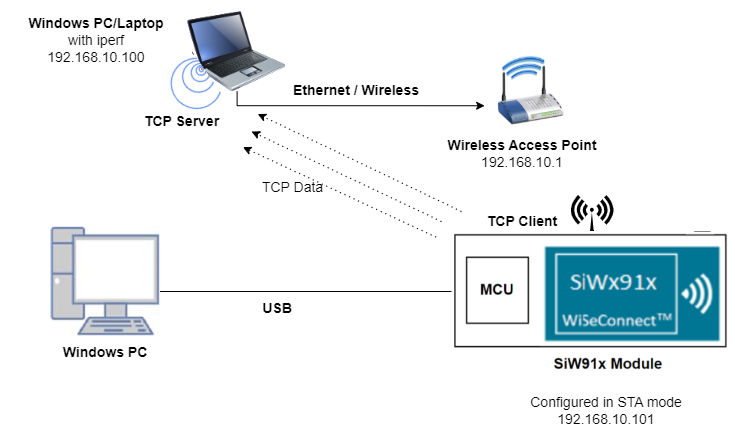 Windows PC/Laptop
with iperf
192.168.10.100
TCP Server
Ethernet / Wireless
Wireless Access Point
192.168.10.1
TCP Data
TCP Client
MCU
SiWx91x
WiSeConnect™
USB
Windows PC
SiW91x Module
Configured in STA mode
192.168.10.101